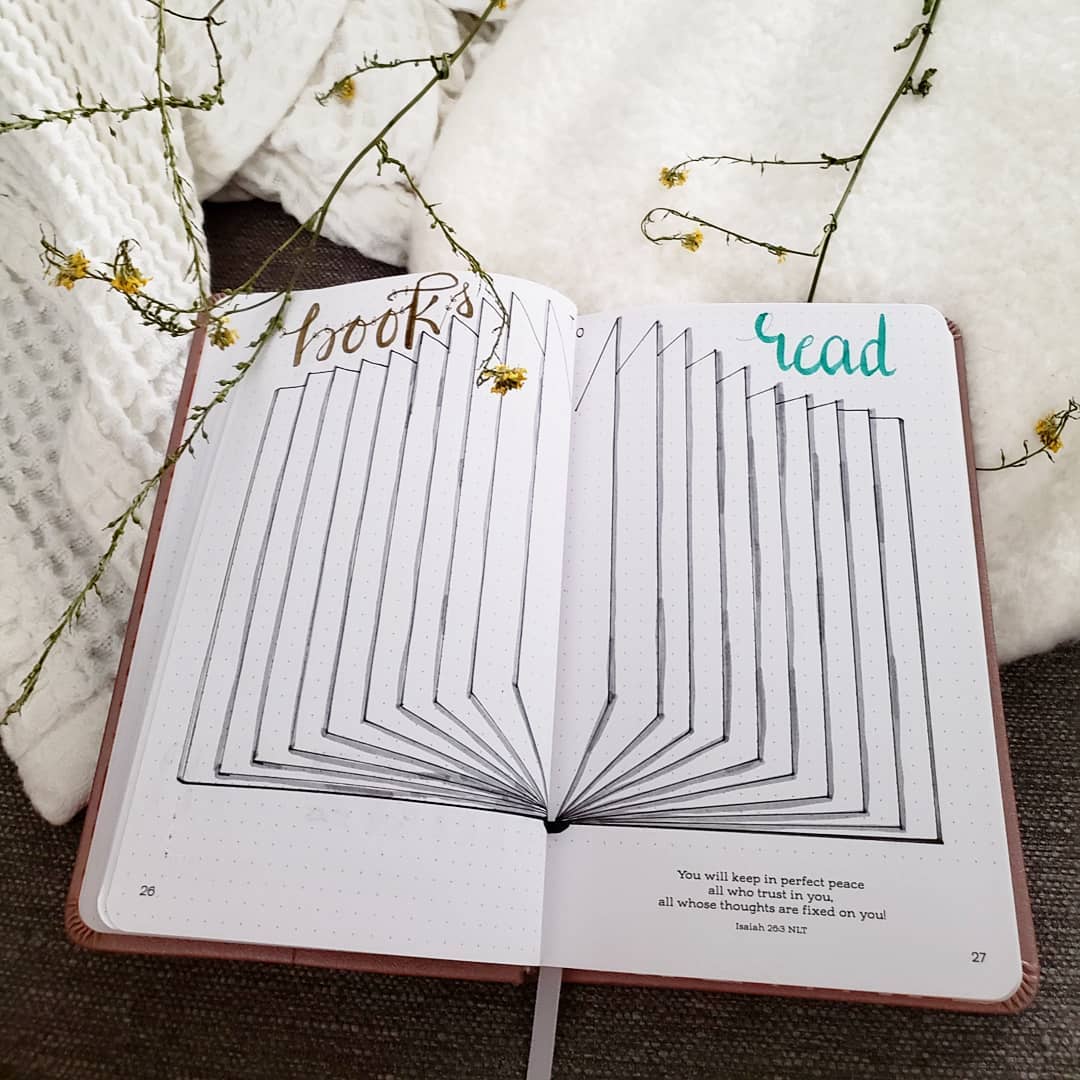 books
read
You will keep in perfect peace
all who trust in you,
all whose thoughts are fixed on you!
Isaiah 26:3 NLT
26
27